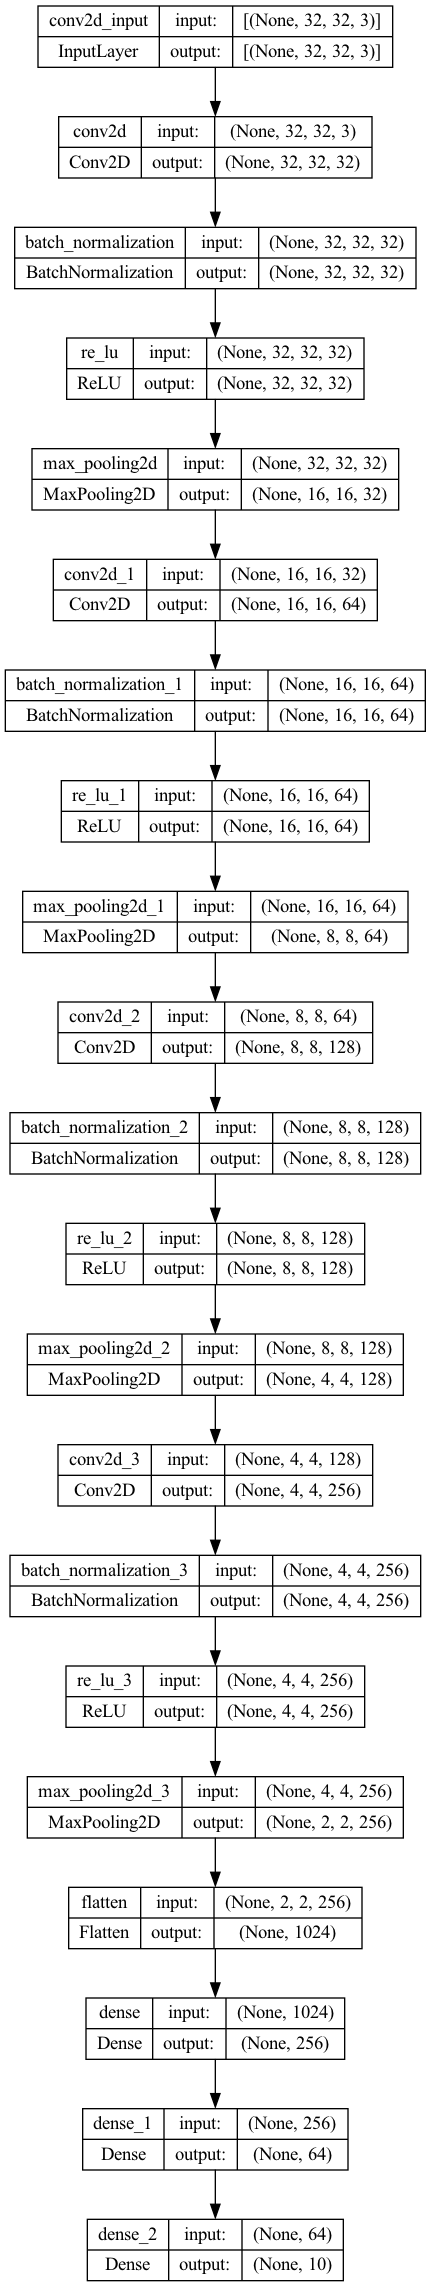 conv2d_input input: [(None, 32, 32, 3)]
InputLayer output: [(None, 32, 32, 3)]
conv2d input: (None, 32, 32, 3)
Conv2D output: (None, 32, 32, 32)
batch_normalization input: (None, 32, 32, 32)
BatchNormalization output: (None, 32, 32, 32)
re_lu input: (None, 32, 32, 32)
ReLU output: (None, 32, 32, 32)
max_pooling2d input: (None, 32, 32, 32)
MaxPooling2D output: (None, 16, 16, 32)
conv2d_1 input: (None, 16, 16, 32)
Conv2D output: (None, 16, 16, 64)
batch_normalization_1 input: (None, 16, 16, 64)
BatchNormalization output: (None, 16, 16, 64)
re_lu_1 input: (None, 16, 16, 64)
ReLU output: (None, 16, 16, 64)
max_pooling2d_1 input: (None, 16, 16, 64)
MaxPooling2D output: (None, 8, 8, 64)
conv2d_2 input: (None, 8, 8, 64)
Conv2D output: (None, 8, 8, 128)
batch_normalization_2 input: (None, 8, 8, 128)
BatchNormalization output: (None, 8, 8, 128)
re_lu_2 input: (None, 8, 8, 128)
ReLU output: (None, 8, 8, 128)
max_pooling2d_2 input: (None, 8, 8, 128)
MaxPooling2D output: (None, 4, 4, 128)
conv2d_3 input: (None, 4, 4, 128)
Conv2D output: (None, 4, 4, 256)
batch_normalization_3 input: (None, 4, 4, 256)
BatchNormalization output: (None, 4, 4, 256)
re_lu_3 input: (None, 4, 4, 256)
ReLU output: (None, 4, 4, 256)
max_pooling2d_3 input: (None, 4, 4, 256)
MaxPooling2D output: (None, 2, 2, 256)
flatten input: (None, 2, 2, 256)
Flatten output: (None, 1024)
dense input: (None, 1024)
Dense output: (None, 256)
dense_1 input: (None, 256)
Dense output: (None, 64)
dense_2 input: (None, 64)
Dense output: (None, 10)